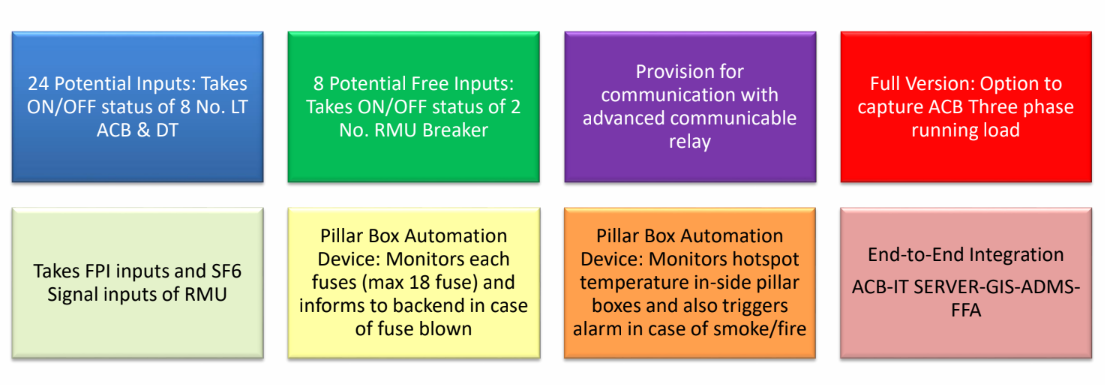 24 Potential Inputs: Takes
ON/OFF status of 8 No. LT
ACB & DT
8 Potential Free Inputs:
Takes ON/OFF status of 2
No. RMU Breaker
Provision for
communication with
advanced communicable
relay
Full Version: Option to
capture ACB Three phase
running load
Takes FPI inputs and SF6
Signal inputs of RMU
Pillar Box Automation
Device: Monitors each
fuses (max 18 fuse) and
informs to backend in case
of fuse blown
Pillar Box Automation
Device: Monitors hotspot
temperature in-side pillar
boxes and also triggers
alarm in case of smoke/fire
End-to-End Integration
ACB-IT SERVER-GIS-ADMS-
FFA